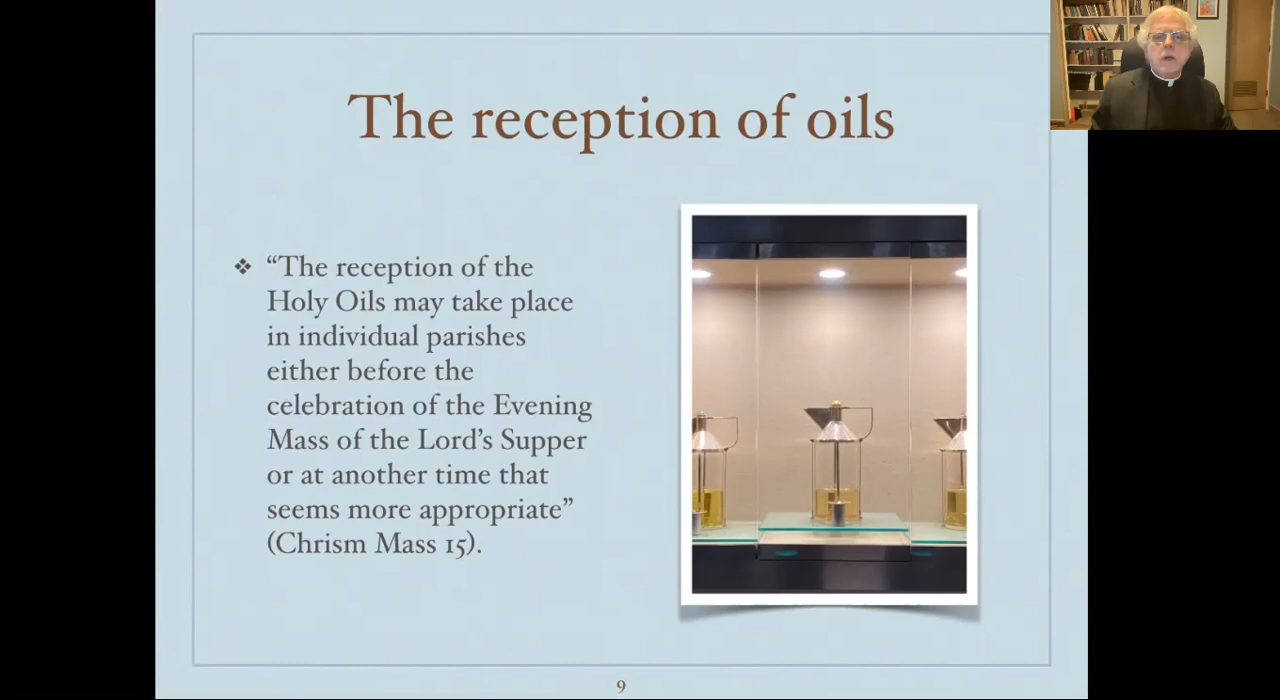 The reception of oils
❖ “The reception of the
Holy Oils may take place
in individual parishes
either before the
celebration of the Evening
Mass of the Lord’s Supper
or at another time that
seems more appropriate”
(Chrism Mass 15).
9